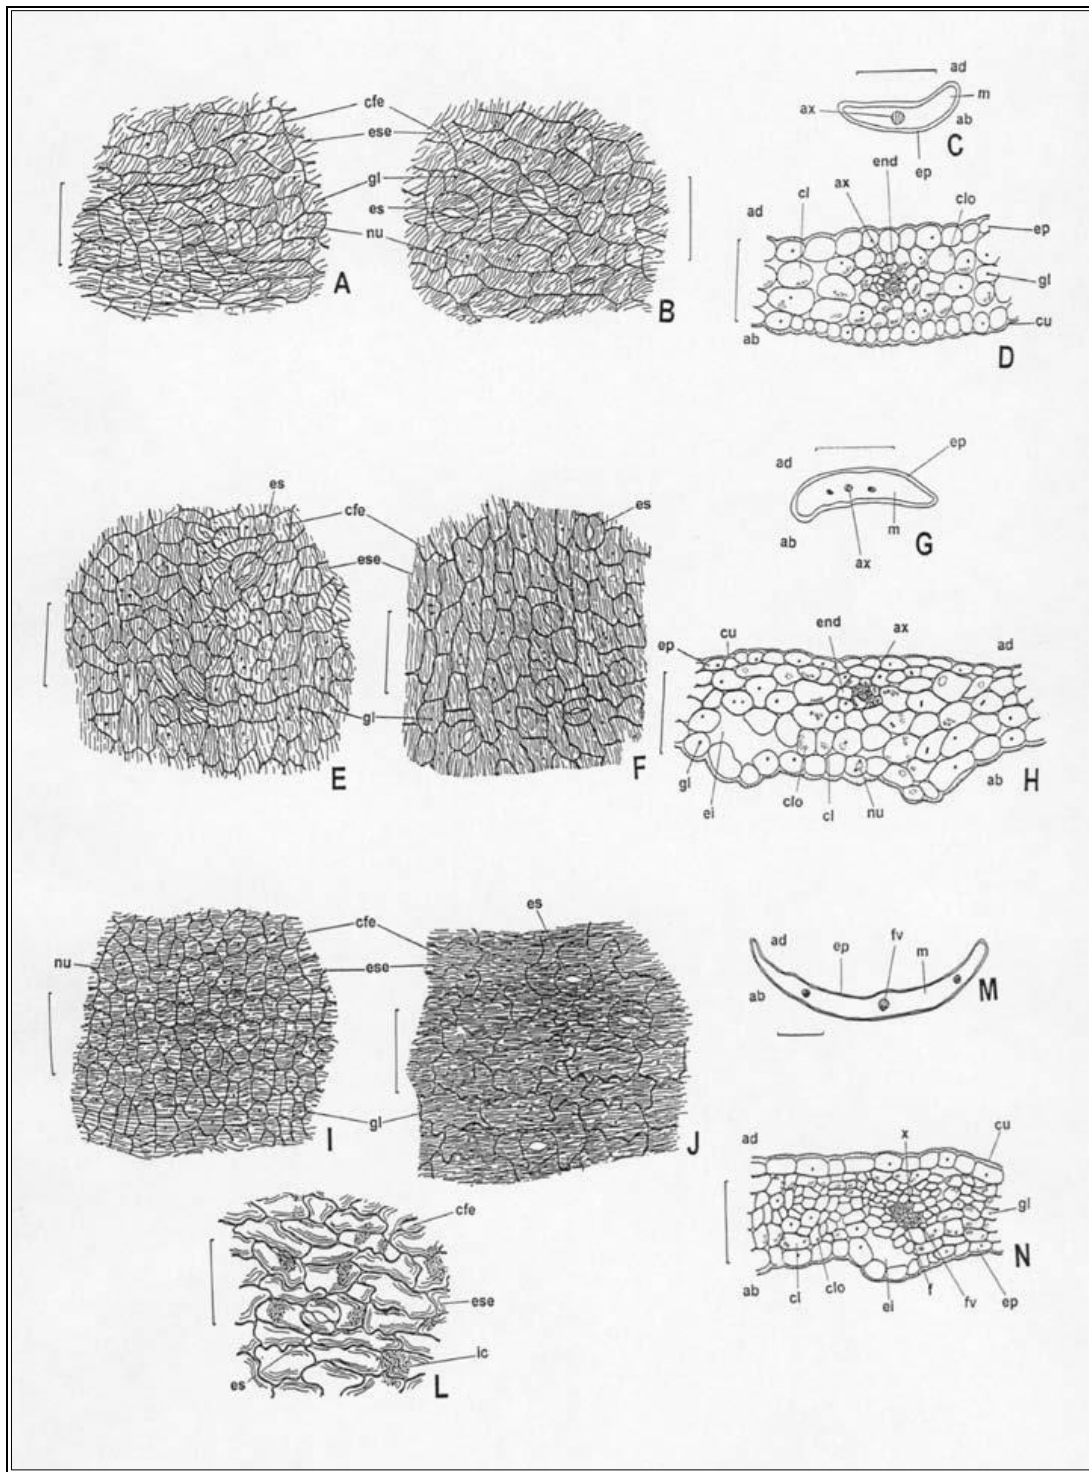 cfe
ese
gl
es
nu
A
B
ad
m
ax
ab
ep
C
end
ax
cl
clo
ad
ep
gl
cu
ab
D
es
cfe
ese
gl
E
es
F
ep
ad
m
ab
ax
G
end
ax
cu
ep
ad
ab
gl
ei
clo
cl
nu
H
cfe
nu
ese
gl
I
es
J
ad
ep
fv
m
ab
M
cfe
ese
ic
es
L
x
cu
ad
gl
ab
cl
clo
ei
f
fv
ep
N